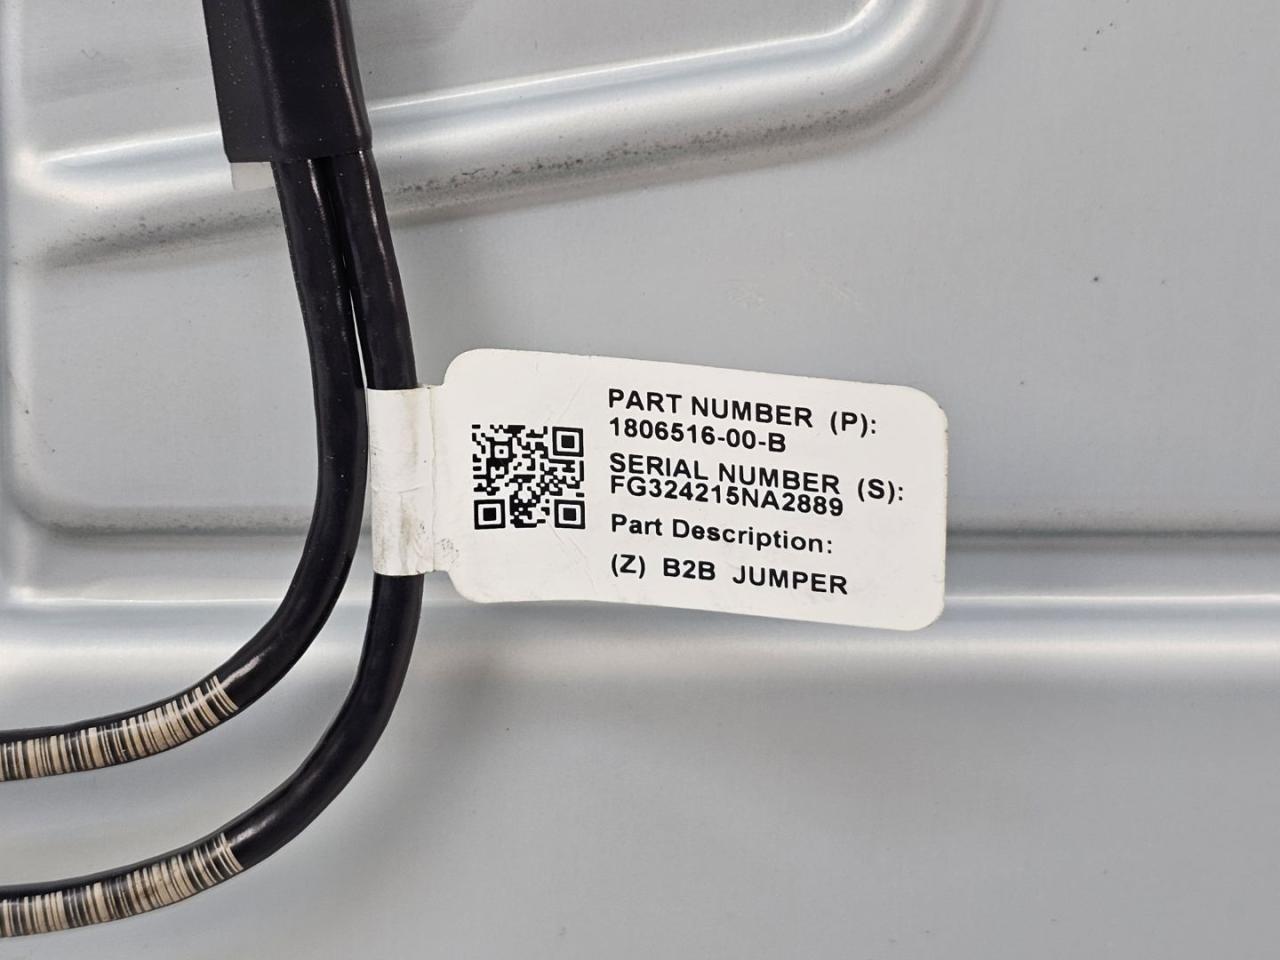 PART NUMBER (P):
1806516-00-B
SERIAL NUMBER (S):
FG324215NA2889
Part Description:
(Z) B2B JUMPER